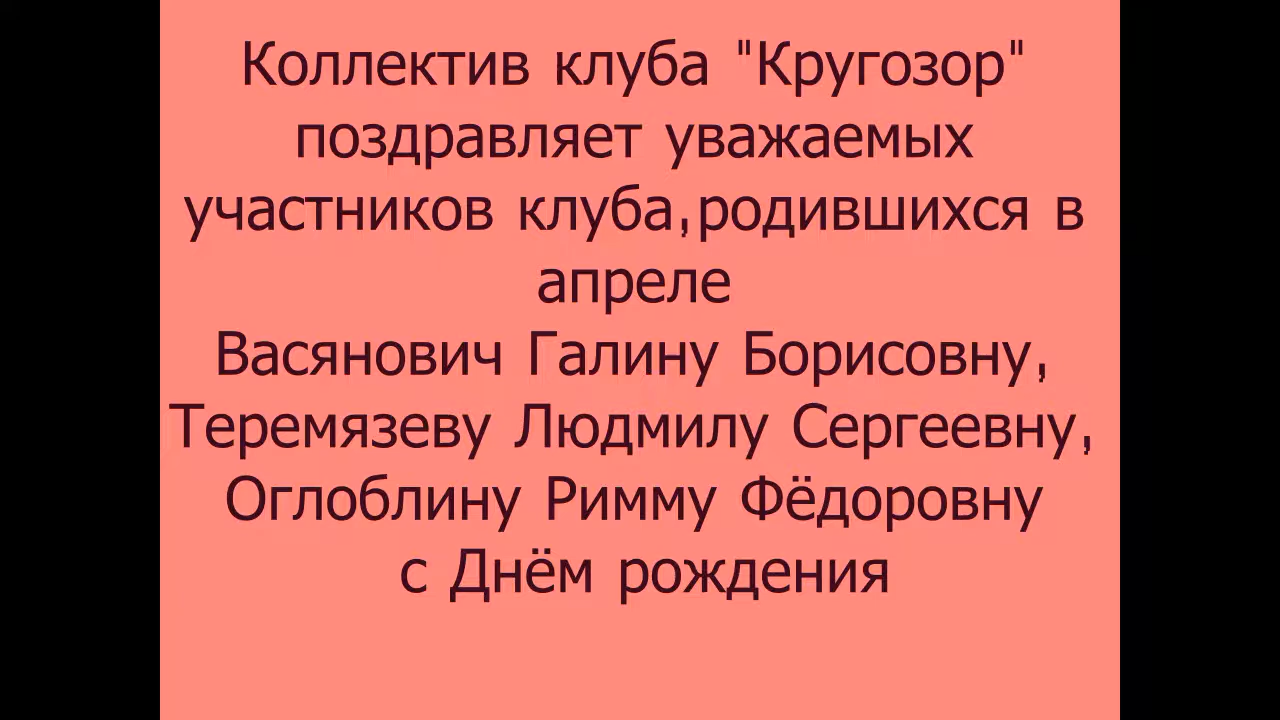 Коллектив клуба "Кругозор"
поздравляет уважаемых
участников клуба,родившихся в
апреле
Васянович Галину Борисовну,
Теремязеву Людмилу Сергеевну,
Оглоблину Римму Фёдоровну
с Днём рождения